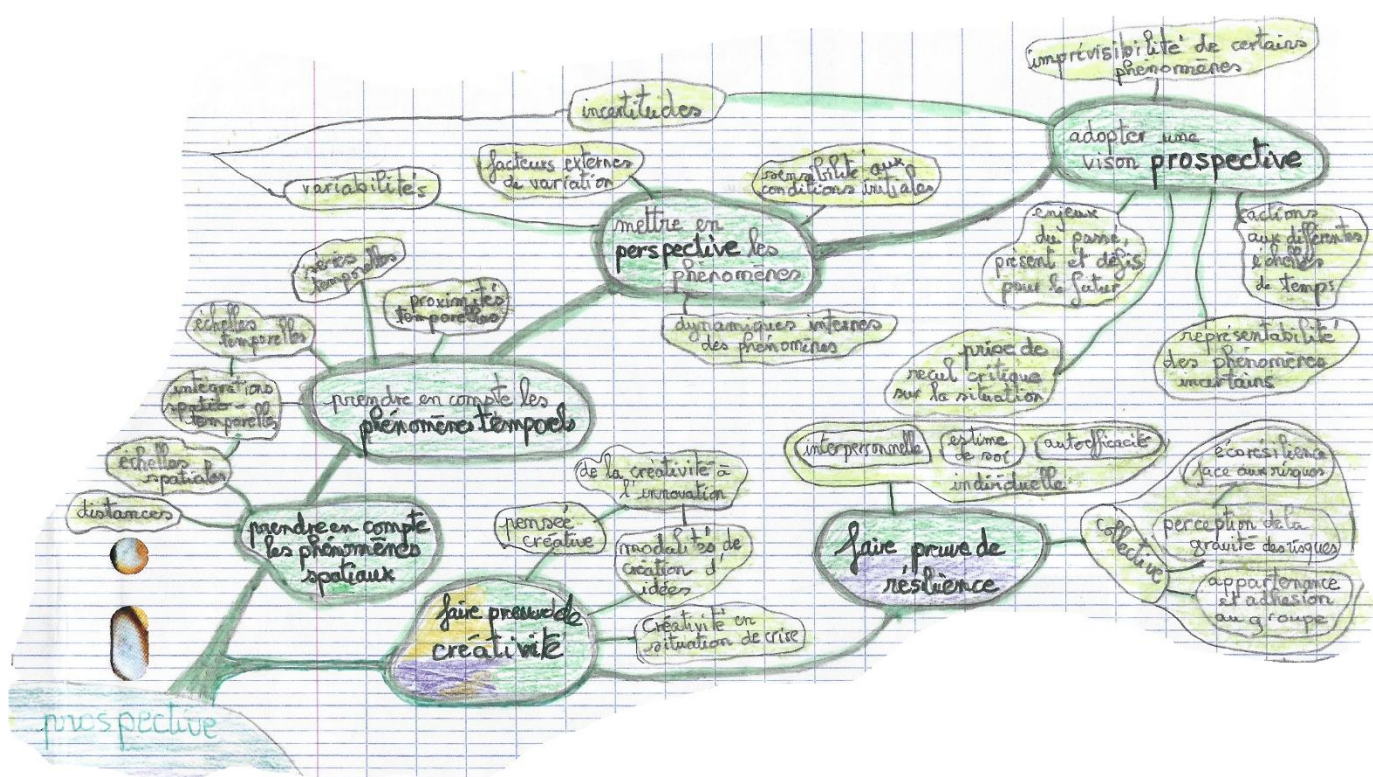 imprévisibilité de certains
phénomènes
incertitudes
adopter une
vison prospective
facteurs externes
de variation
sensibilité aux
conditions initiales
variabilités
mettre en
perspective les
phénomènes
enjeux
du passé,
présent et défis
pour le futur
actions
aux différentes
échelles
de temps
séries
temporelles
proximités
temporelles
dynamiques internes
des phénomènes
échelles
temporelles
prise de
recul critique
sur la situation
représentabilité
des phénomènes
incertains
intégrations
spatio-
temporelles
prendre en compte les
phénomènes temporels
échelles
spatiales
distances
prendre en compte
les phénomènes
spatiaux
de la créativité à
l'innovation
pensée
créative
modalités de
création d'
idées
faire preuve de
créativité
Créativité en
situation de crise
interpersonnelle
estime
de soi
autoefficacité
individuelle
faire preuve de
résilience
collective
écorésilience
face aux risques
perception de la
gravité des risques
appartenance
et adhésion
au groupe
prospective